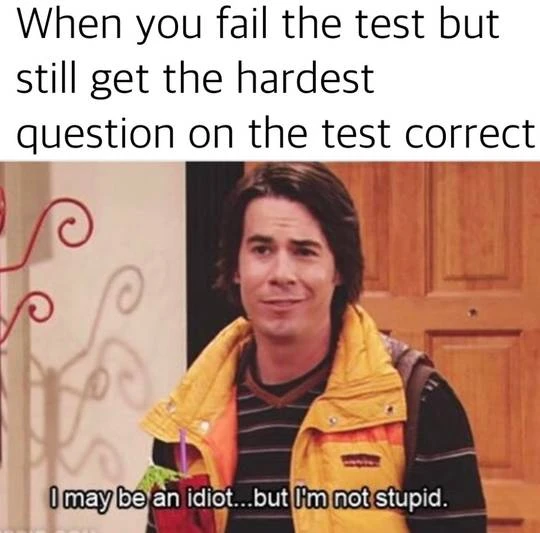 When you fail the test but
still get the hardest
question on the test correct
I may be an idiot...but I'm not stupid.